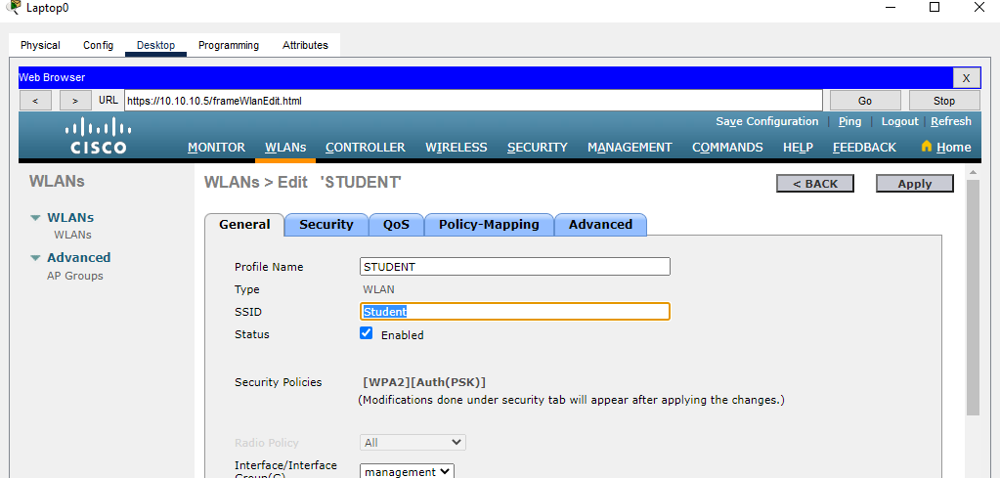 Laptop0
Physical Config Desktop Programming Attributes
Web Browser X
< > URL https://10.10.10.5/frameWlanEdit.html Go Stop
Save Configuration | Ping | Logout | Refresh
CISCO MONITOR WLANs CONTROLLER WIRELESS SECURITY MANAGEMENT COMMANDS HELP FEEDBACK Home
WLANs WLANs > Edit 'STUDENT' < BACK Apply
WLANs
WLANs
Advanced
AP Groups
General Security QoS Policy-Mapping Advanced
Profile Name STUDENT
Type WLAN
SSID Student
Status Enabled
Security Policies [WPA2][Auth(PSK)]
(Modifications done under security tab will appear after applying the changes.)
Radio Policy All
Interface/Interface
Group(G) management